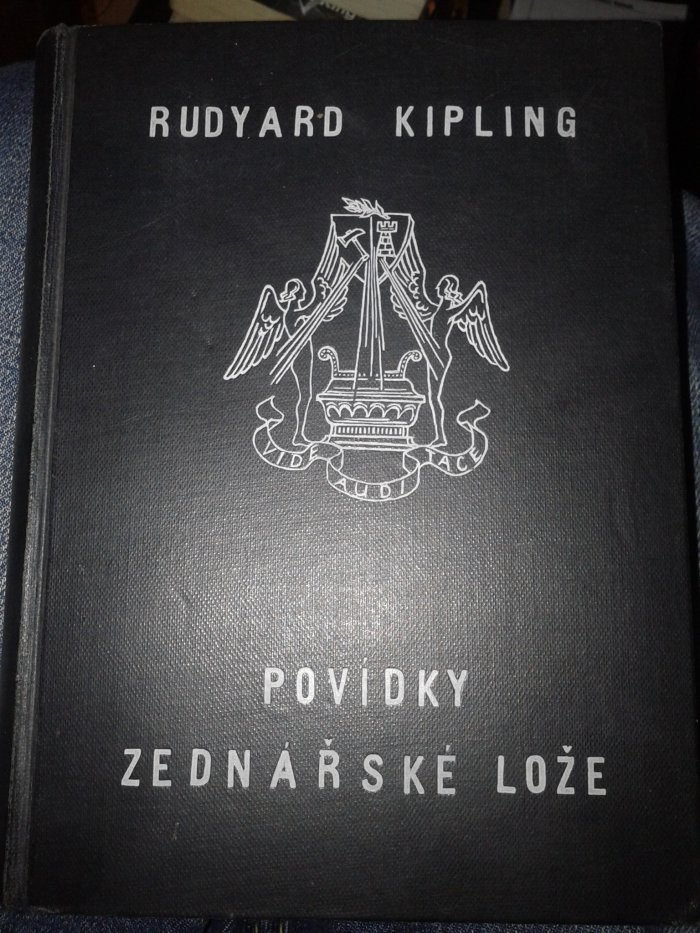 RUDYARD KIPLING
VIDE AUDI TACE
POVÍDKY
ZEDNÁŘSKÉ LOŽE